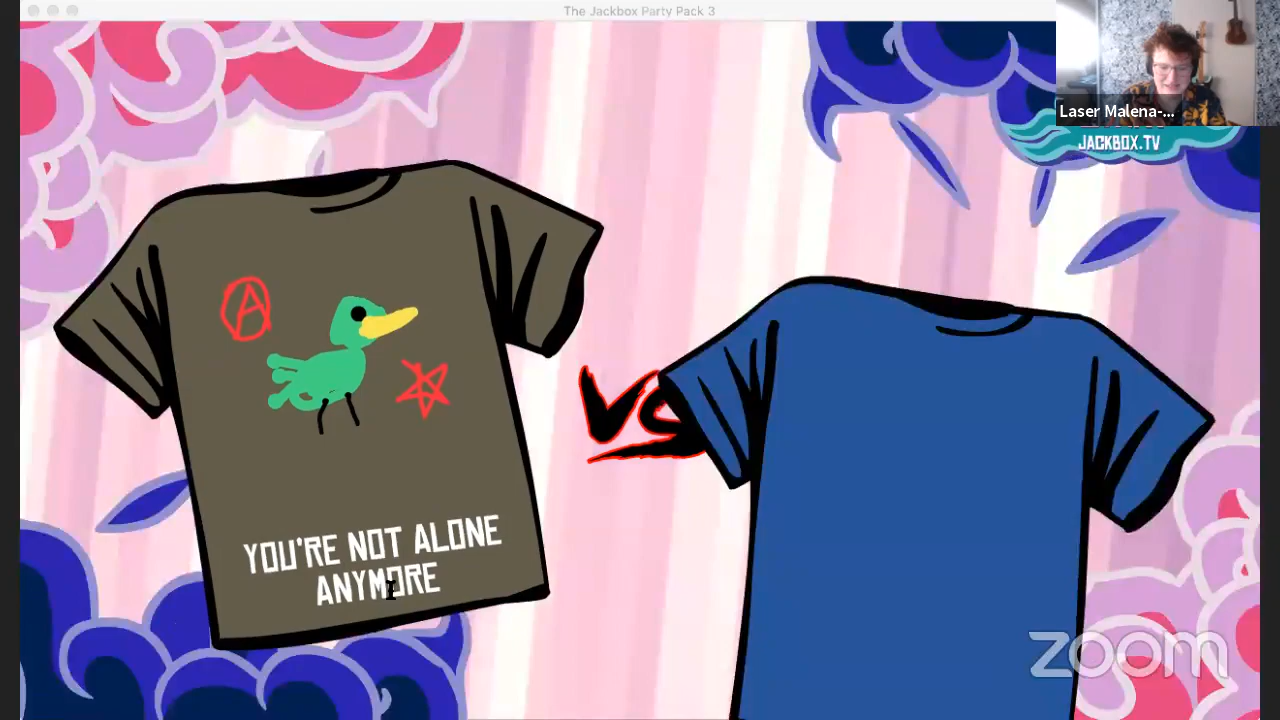 The Jackbox Party Pack 3
Laser Malena-...
JACKBOX.TV
A
VS
YOU'RE NOT ALONE
ANYMORE
zoom